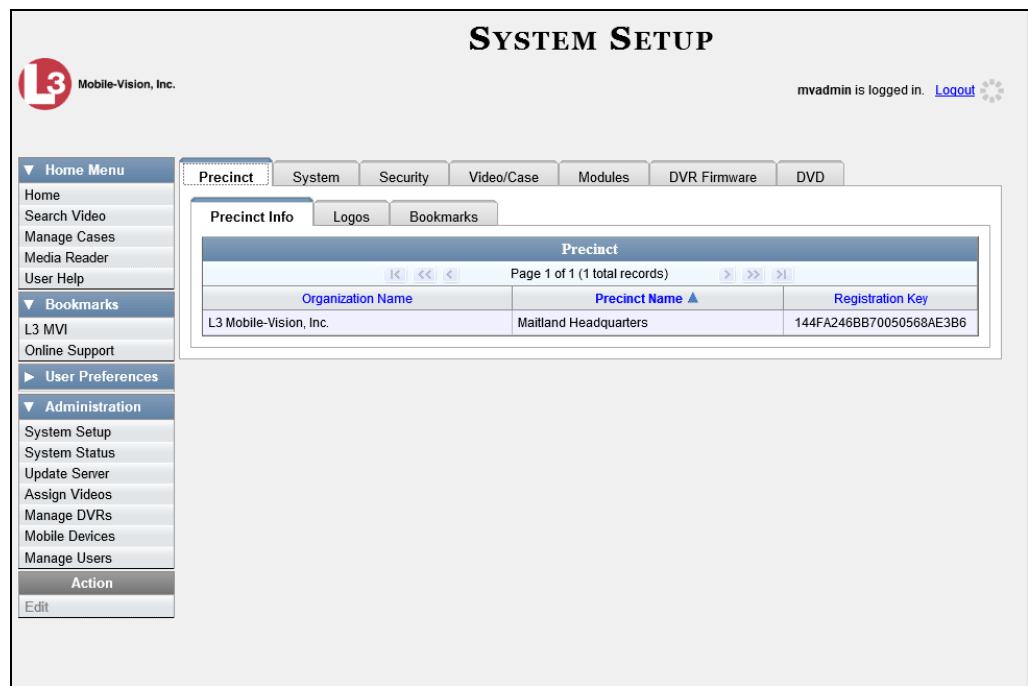 SYSTEM SETUP
L3 Mobile-Vision, Inc.
mvadmin is logged in. Logout
▼ Home Menu
Home
Search Video
Manage Cases
Media Reader
User Help
▼ Bookmarks
L3 MVI
Online Support
▶ User Preferences
▼ Administration
System Setup
System Status
Update Server
Assign Videos
Manage DVRs
Mobile Devices
Manage Users
Action
Edit
Precinct System Security Video/Case Modules DVR Firmware DVD
Precinct Info Logos Bookmarks
Precinct
Page 1 of 1 (1 total records)
Organization Name Precinct Name ▲ Registration Key
L3 Mobile-Vision, Inc. Maitland Headquarters 144FA246BB70050568AE3B6